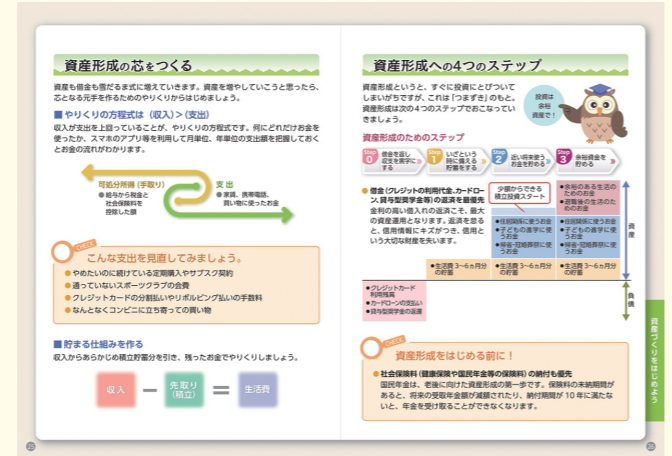 資産形成の芯をつくる
資産も借金も雪だるま式に増えていきます。資産を増やしていこうと思ったら、
芯となる元手を作るためのやりくりからはじめましょう。
■やりくりの方程式は〈収入〉>〈支出〉
収入が支出を上回っていることが、やりくりの方程式です。何にどれだけお金を
使ったか、スマホのアプリ等を利用して月単位、年単位の支出額を把握しておく
とお金の流れがわかります。
可処分所得(手取り)
●給与から税金と
社会保険料を
控除した額
支 出
●家賃、携帯電話、
買い物に使ったお金
CHECK
こんな支出を見直してみましょう。
●やめたいのに続けている定期購入やサブスク契約
●通っていないスポーツクラブの会費
●クレジットカードの分割払いやリボルビング払いの手数料
●なんとなくコンビニに立ち寄っての買い物
■貯まる仕組みを作る
収入からあらかじめ積立貯蓄分を引き、残ったお金でやりくりしましょう。
収入 − 先取り(積立) = 生活費
25
資産形成への4つのステップ
資産形成というと、すぐに投資にとびついて
しまいがちですが、これは「つまずき」のもと。
資産形成は次の4つのステップでおこなってい
きましょう。
投資は
余裕
資産で!
資産形成のためのステップ
Step 0 借金を返し収支を黒字にする
Step 1 いざという時に備える貯蓄をする
Step 2 近い将来使うお金を貯める
Step 3 余裕資金を貯める
●借金(クレジットの利用代金、カードロー
ン、貸与型奨学金等)の返済を最優先
金利の高い借入れの返済こそ、最大
の資産運用となります。返済を怠る
と、信用情報にキズがつき、信用と
いう大切な財産を失います。
少額からできる
積立投資スタート
●余裕のある生活の
ためのお金
●退職後の生活のた
めのお金
●住居関係に使うお金
●子どもの進学に使
うお金
●帰省・冠婚葬祭に使
うお金
●住居関係に使うお金
●子どもの進学に使
うお金
●帰省・冠婚葬祭に使
うお金
●生活費3〜6ヵ月分
の貯蓄
●生活費3〜6ヵ月分
の貯蓄
●生活費3〜6ヵ月分
の貯蓄
資産
●クレジットカード
利用残高
●カードローンの支払い
●貸与型奨学金の返還
負債
CHECK
資産形成をはじめる前に!
●社会保険料(健康保険や国民年金等の保険料)の納付も優先
国民年金は、老後に向けた資産形成の第一歩です。保険料の未納期間が
あると、将来の受取年金額が減額されたり、納付期間が10年に満たな
いと、年金を受け取ることができなくなります。
資産づくりをはじめよう
26